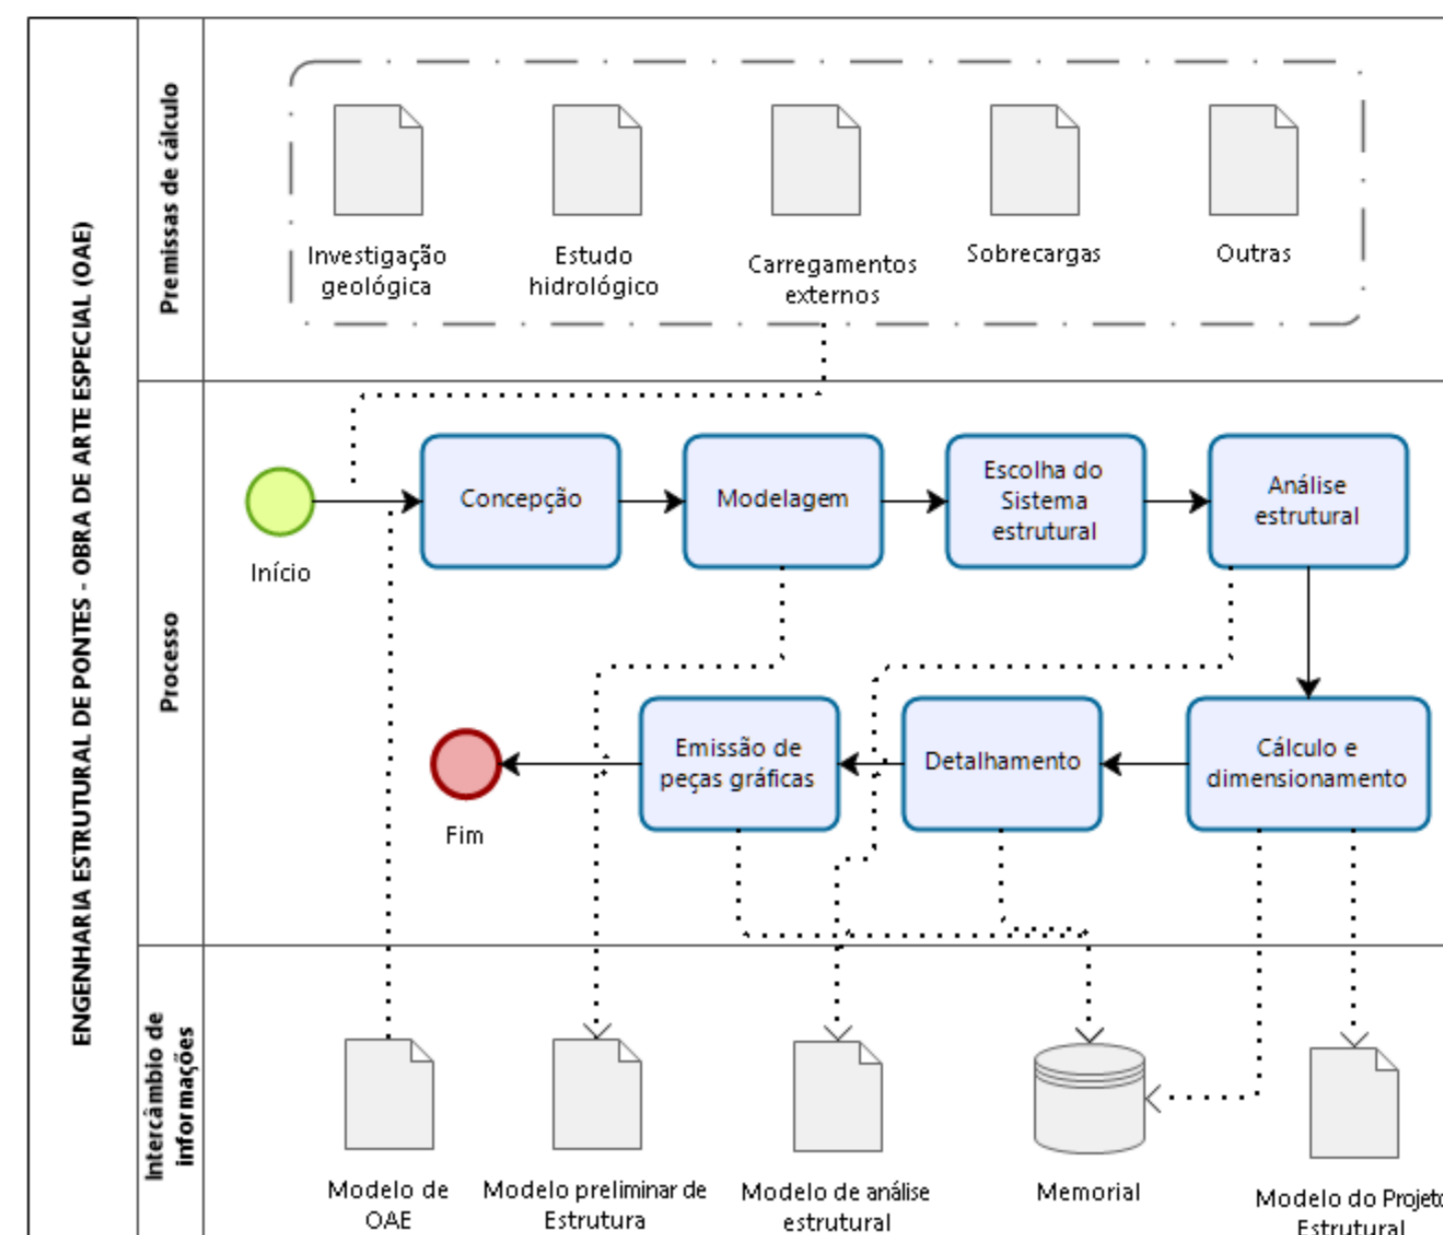 ENGENHARIA ESTRUTURAL DE PONTES - OBRA DE ARTE ESPECIAL (OAE)
Premissas de cálculo
Investigação
geológica
Estudo
hidrológico
Carregamentos
externos
Sobrecargas
Outras
Processo
Início
Concepção
Modelagem
Escolha do
Sistema
estrutural
Análise
estrutural
Cálculo e
dimensionamento
Detalhamento
Emissão de
peças gráficas
Fim
Intercâmbio de
informações
Modelo de
OAE
Modelo preliminar de
Estrutura
Modelo de análise
estrutural
Memorial
Modelo do Projeto
Estrutural